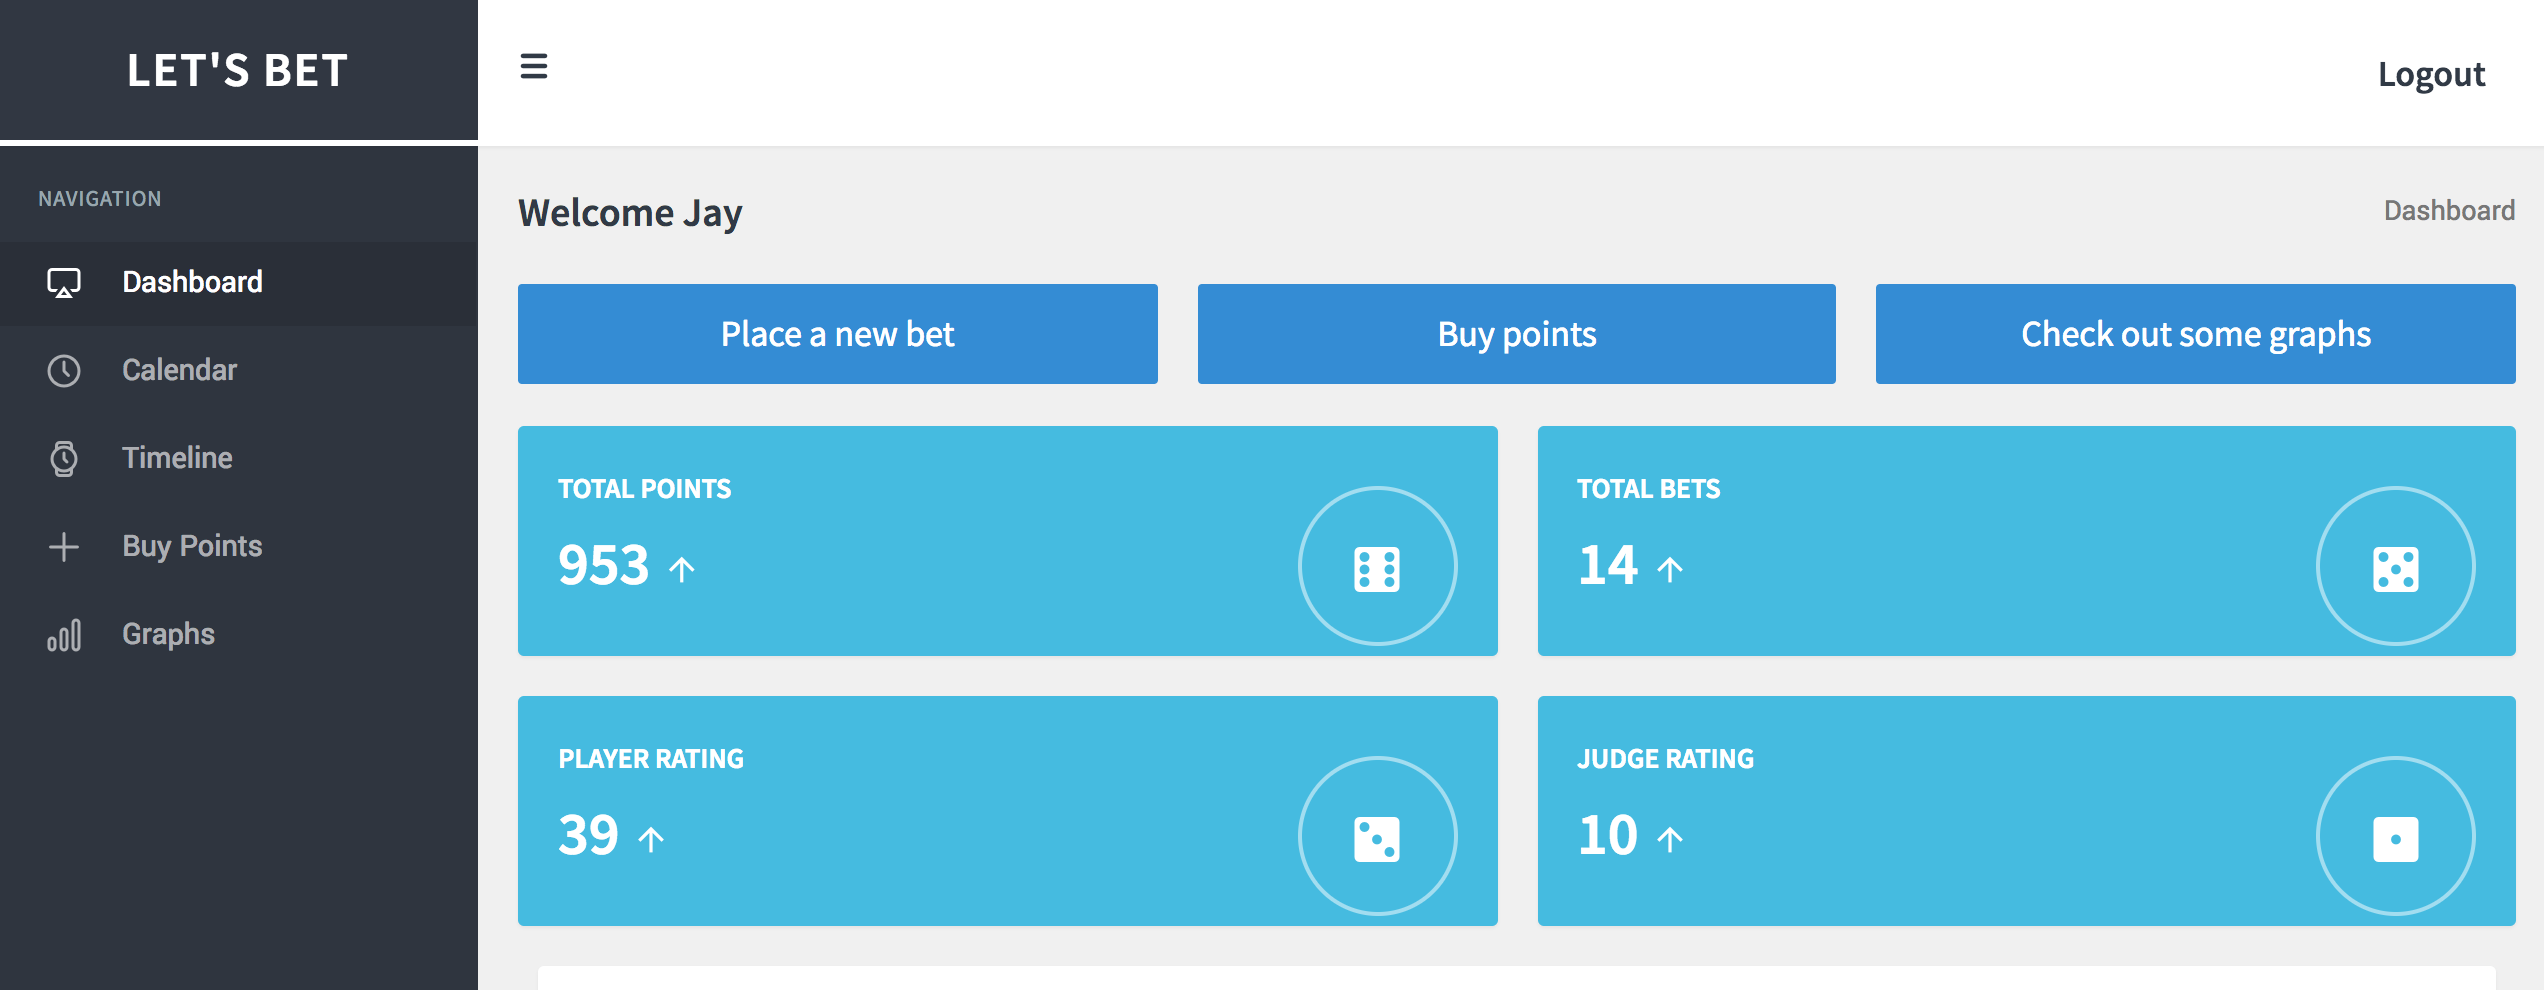 LET'S BET
Logout
NAVIGATION
Dashboard
Calendar
Timeline
Buy Points
Graphs
Welcome Jay
Dashboard
Place a new bet
Buy points
Check out some graphs
TOTAL POINTS
953
TOTAL BETS
14
PLAYER RATING
39
JUDGE RATING
10